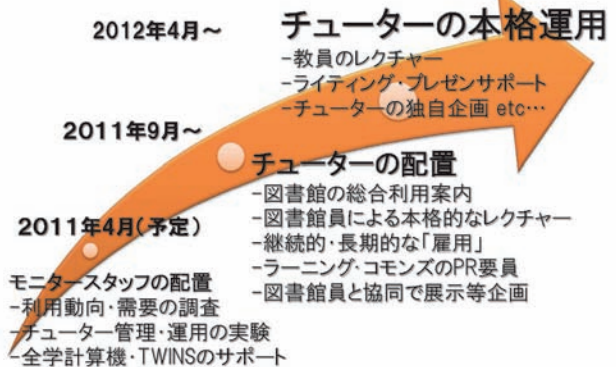 2012年4月～
チューターの本格運用
-教員のレクチャー
-ライティング・プレゼンサポート
-チューターの独自企画 etc…
2011年9月～
チューターの配置
-図書館の総合利用案内
-図書館員による本格的なレクチャー
-継続的・長期的な「雇用」
-ラーニング・コモンズのPR要員
-図書館員と協同で展示等企画
2011年4月(予定)
モニタースタッフの配置
-利用動向・需要の調査
-チューター管理・運用の実験
-全学計算機・TWINSのサポート